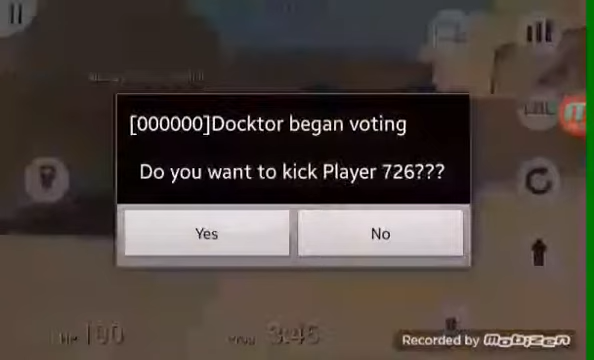 [000000]Docktor began voting
Do you want to kick Player 726???
Yes
No
100
3:46
Recorded by MOBIZEN